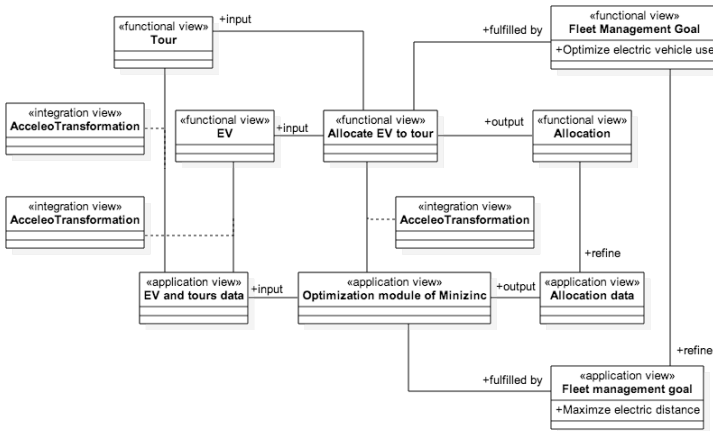 «functional view»
Tour
+input
+fulfilled by
«functional view»
Fleet Management Goal
+Optimize electric vehicle use
«integration view»
AcceleoTransformation
«functional view»
EV
+input
«functional view»
Allocate EV to tour
+output
«functional view»
Allocation
«integration view»
AcceleoTransformation
«integration view»
AcceleoTransformation
+refine
«application view»
EV and tours data
+input
«application view»
Optimization module of Minizinc
+output
«application view»
Allocation data
+refine
+fulfilled by
«application view»
Fleet management goal
+Maximze electric distance